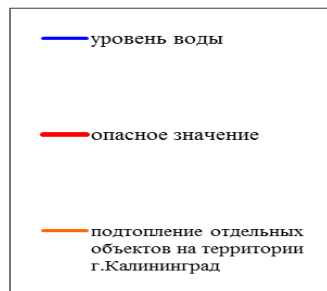 уровень воды
опасное значение
подтопление отдельных
объектов на территории
г.Калининград